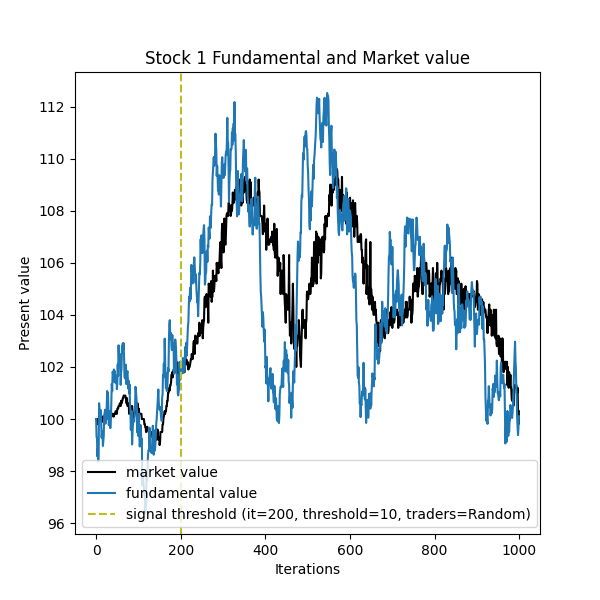 Stock 1 Fundamental and Market value
Present value
112
110
108
106
104
102
100
98
96
market value
fundamental value
signal threshold (it=200, threshold=10, traders=Random)
0 200 400 600 800 1000
Iterations